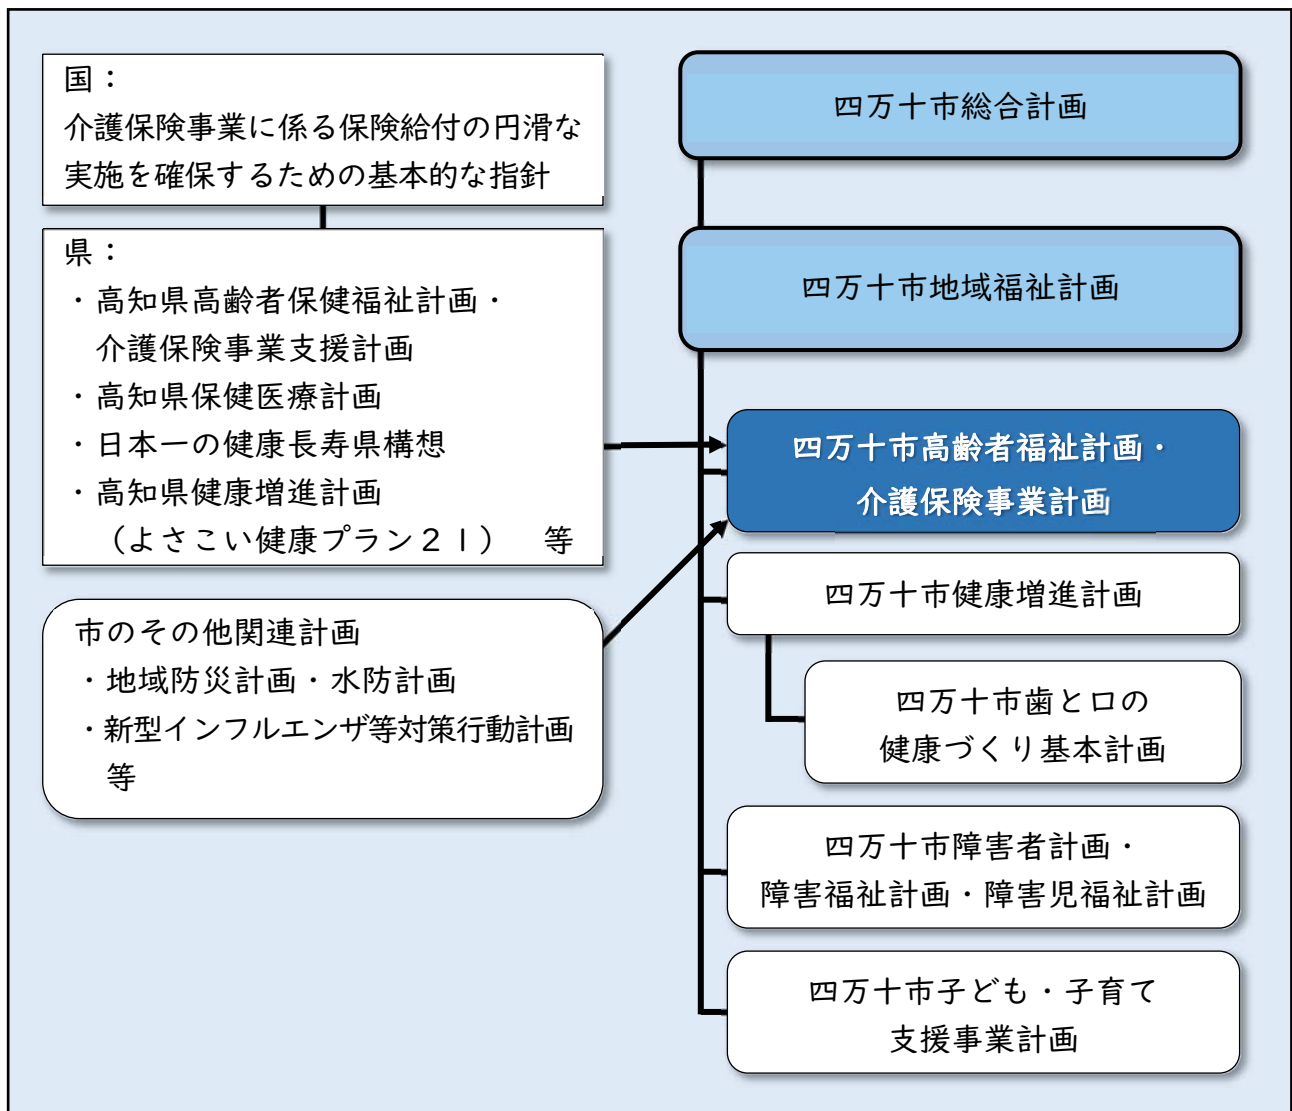 国：
介護保険事業に係る保険給付の円滑な
実施を確保するための基本的な指針
県：
・高知県高齢者保健福祉計画・
介護保険事業支援計画
・高知県保健医療計画
・日本一の健康長寿県構想
・高知県健康増進計画
（よさこい健康プラン２１）　等
市のその他関連計画
・地域防災計画・水防計画
・新型インフルエンザ等対策行動計画
等
四万十市総合計画
四万十市地域福祉計画
四万十市高齢者福祉計画・
介護保険事業計画
四万十市健康増進計画
四万十市歯と口の
健康づくり基本計画
四万十市障害者計画・
障害福祉計画・障害児福祉計画
四万十市子ども・子育て
支援事業計画